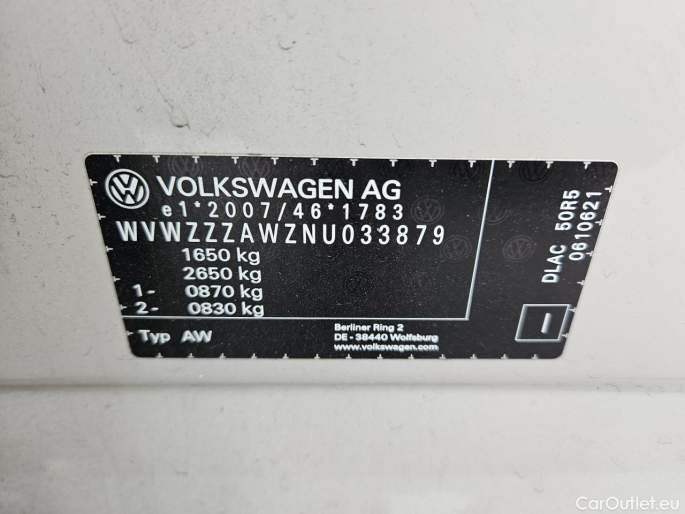 VOLKSWAGEN AG
e1*2007/46*1783
WVWZZZAWZNU033879
1650 kg
2650 kg
1- 0870 kg
2- 0830 kg
Typ AW
Berliner Ring 2
DE - 38440 Wolfsburg
www.volkswagen.com
DLAC 50R5
0610621
CarOutlet.eu